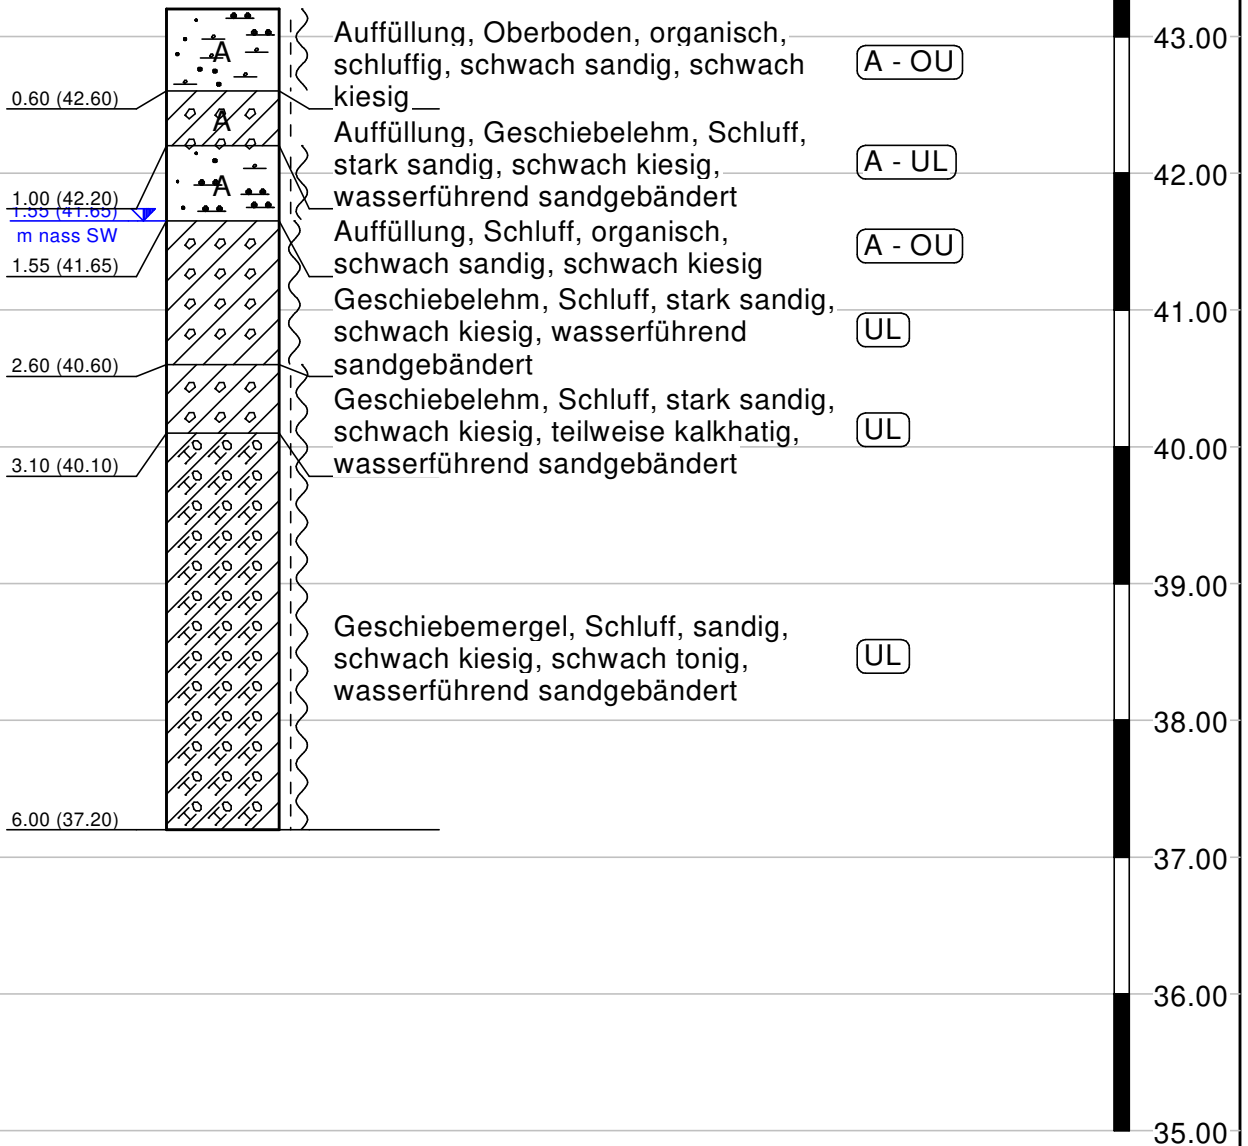 Auffüllung, Oberboden, organisch,
schluffig, schwach sandig, schwach
kiesig
A - OU
43.00
A
0.60 (42.60)
A
Auffüllung, Geschiebelehm, Schluff,
stark sandig, schwach kiesig,
wasserführend sandgebändert
A - UL
42.00
A
1.00 (42.20)
1.55 (41.65)
m nass SW
1.55 (41.65)
Auffüllung, Schluff, organisch,
schwach sandig, schwach kiesig
A - OU
Geschiebelehm, Schluff, stark sandig,
schwach kiesig, wasserführend
sandgebändert
UL
41.00
2.60 (40.60)
Geschiebelehm, Schluff, stark sandig,
schwach kiesig, teilweise kalkhatig,
wasserführend sandgebändert
UL
40.00
3.10 (40.10)
39.00
Geschiebemergel, Schluff, sandig,
schwach kiesig, schwach tonig,
wasserführend sandgebändert
UL
38.00
6.00 (37.20)
37.00
36.00
35.00